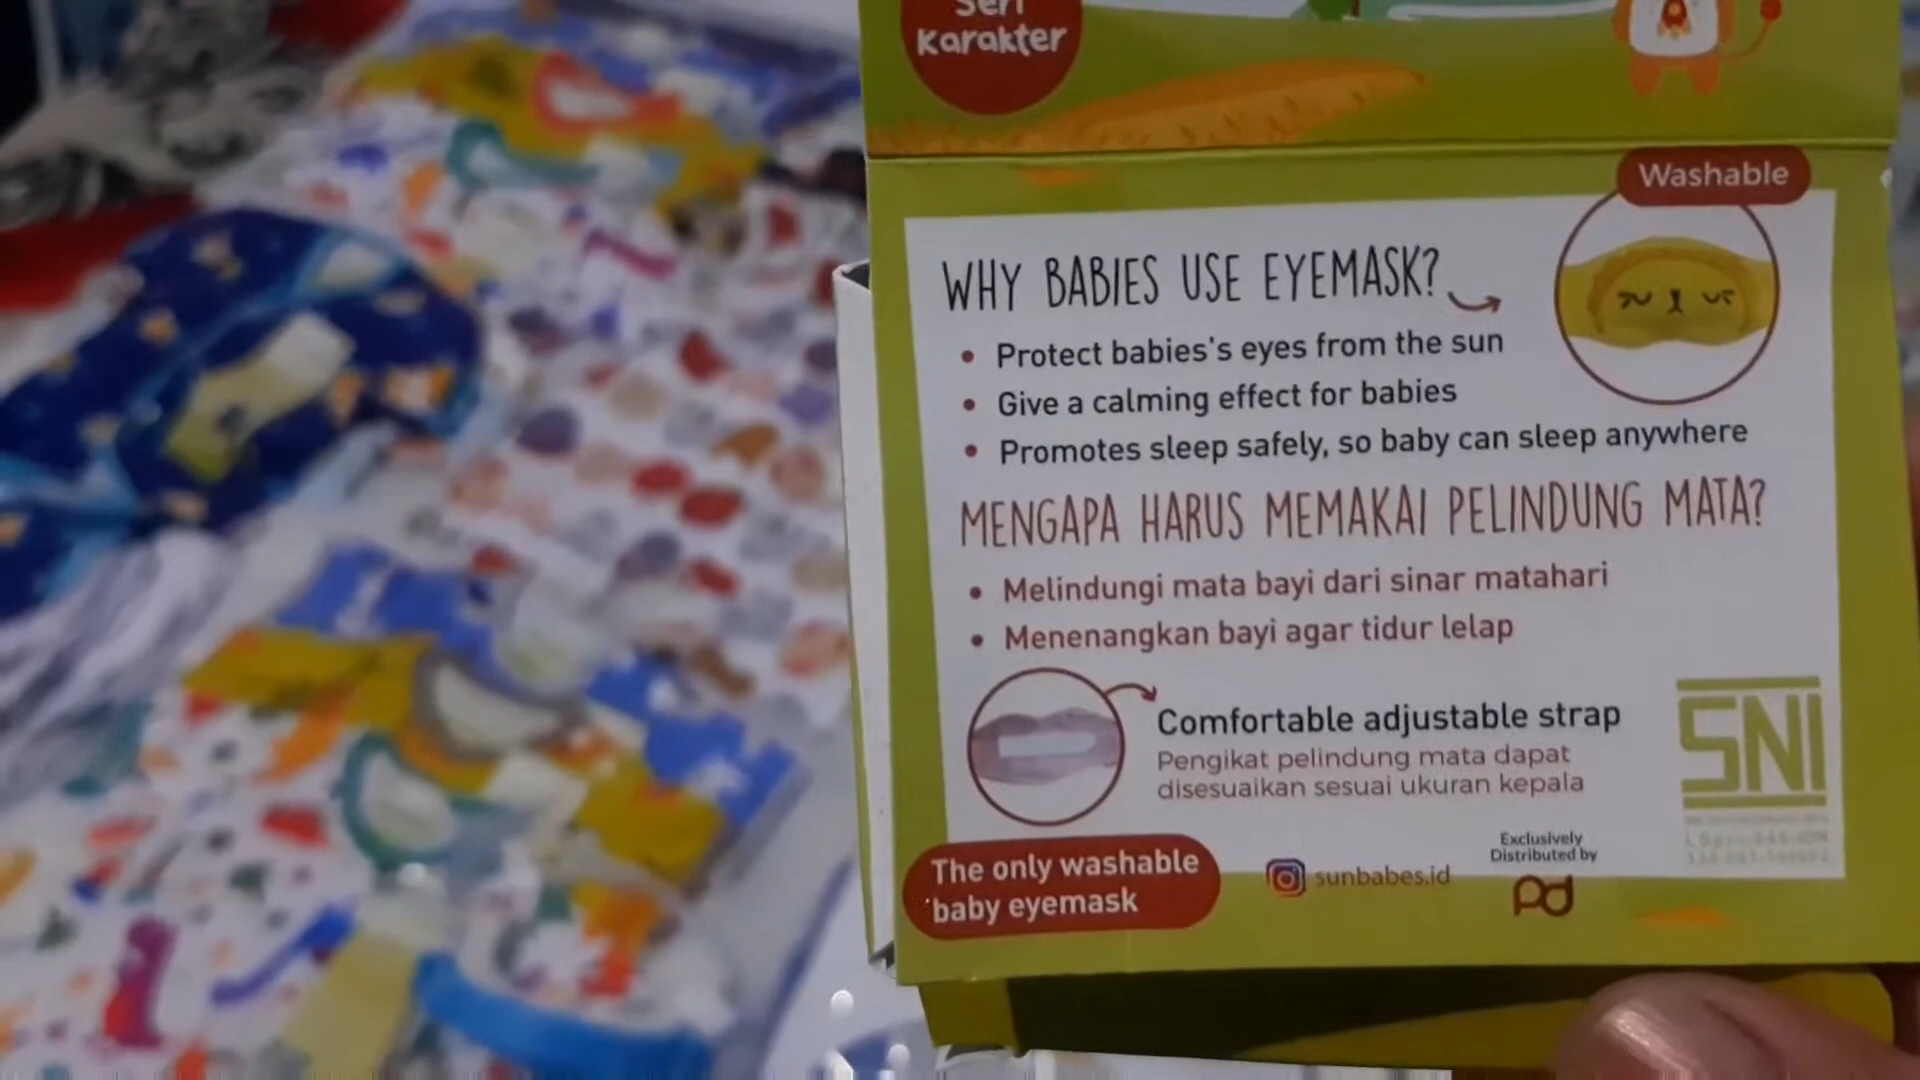 Seri
Karakter
Washable
WHY BABIES USE EYEMASK?
• Protect babies's eyes from the sun
• Give a calming effect for babies
• Promotes sleep safely, so baby can sleep anywhere
MENGAPA HARUS MEMAKAI PELINDUNG MATA?
• Melindungi mata bayi dari sinar matahari
• Menenangkan bayi agar tidur lelap
Comfortable adjustable strap
Pengikat pelindung mata dapat
disesuaikan sesuai ukuran kepala
SNI
The only washable
baby eyemask
sunbabes.id
Exclusively
Distributed by
pd